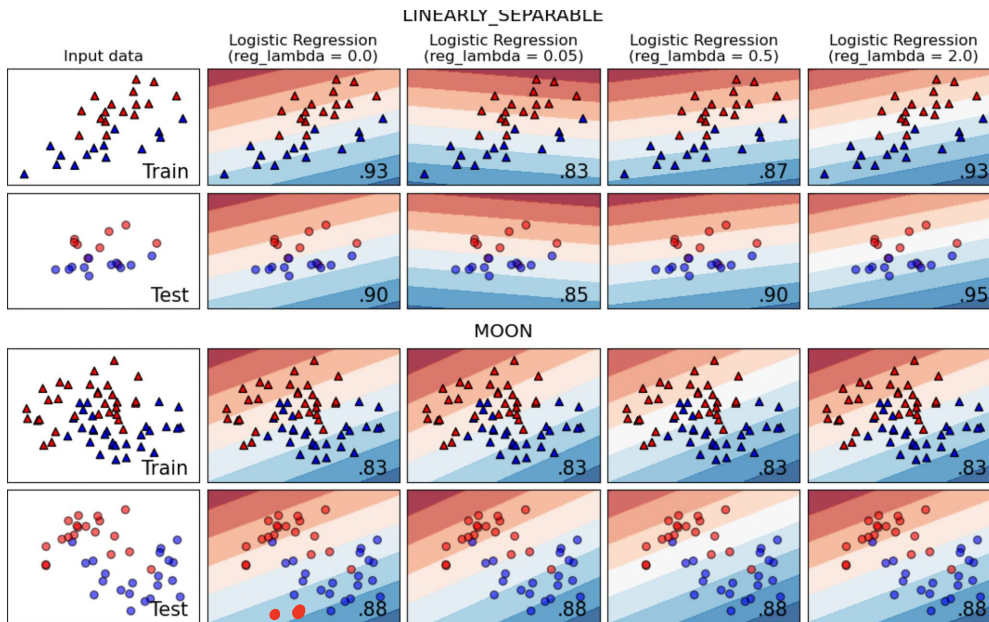 LINEARLY_SEPARABLE
Input data
Logistic Regression
(reg_lambda = 0.0)
Logistic Regression
(reg_lambda = 0.05)
Logistic Regression
(reg_lambda = 0.5)
Logistic Regression
(reg_lambda = 2.0)
Train
.93
.83
.87
.93
Test
.90
.85
.90
.95
MOON
Train
.83
.83
.83
.83
Test
.88
.88
.88
.88